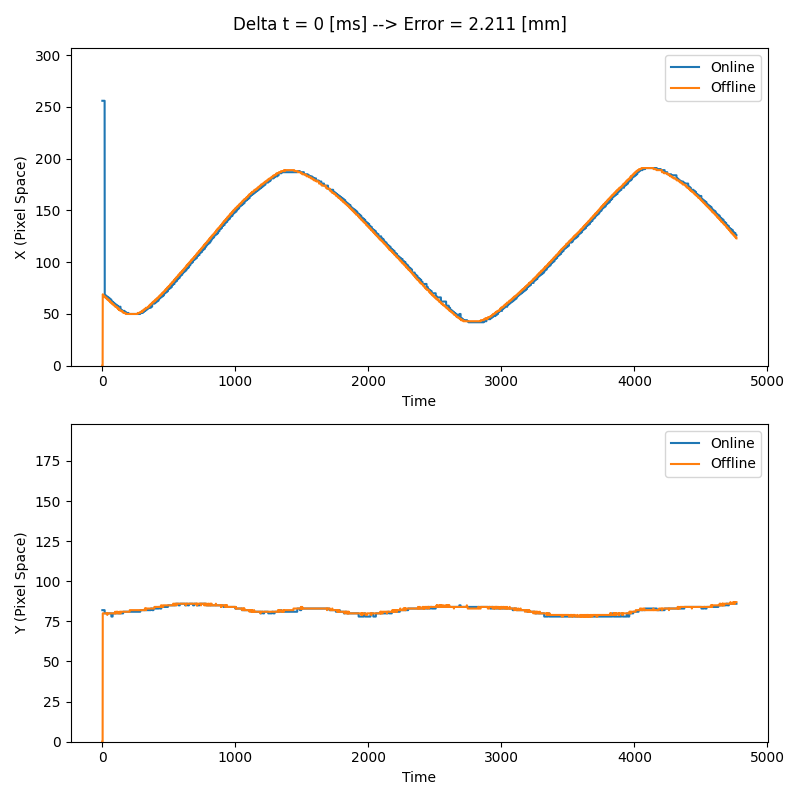 Delta t = 0 [ms] --> Error = 2.211 [mm]
300
250
200
150
100
50
0
X (Pixel Space)
Online
Offline
0 1000 2000 3000 4000 5000
Time
175
150
125
100
75
50
25
0
Y (Pixel Space)
Online
Offline
0 1000 2000 3000 4000 5000
Time